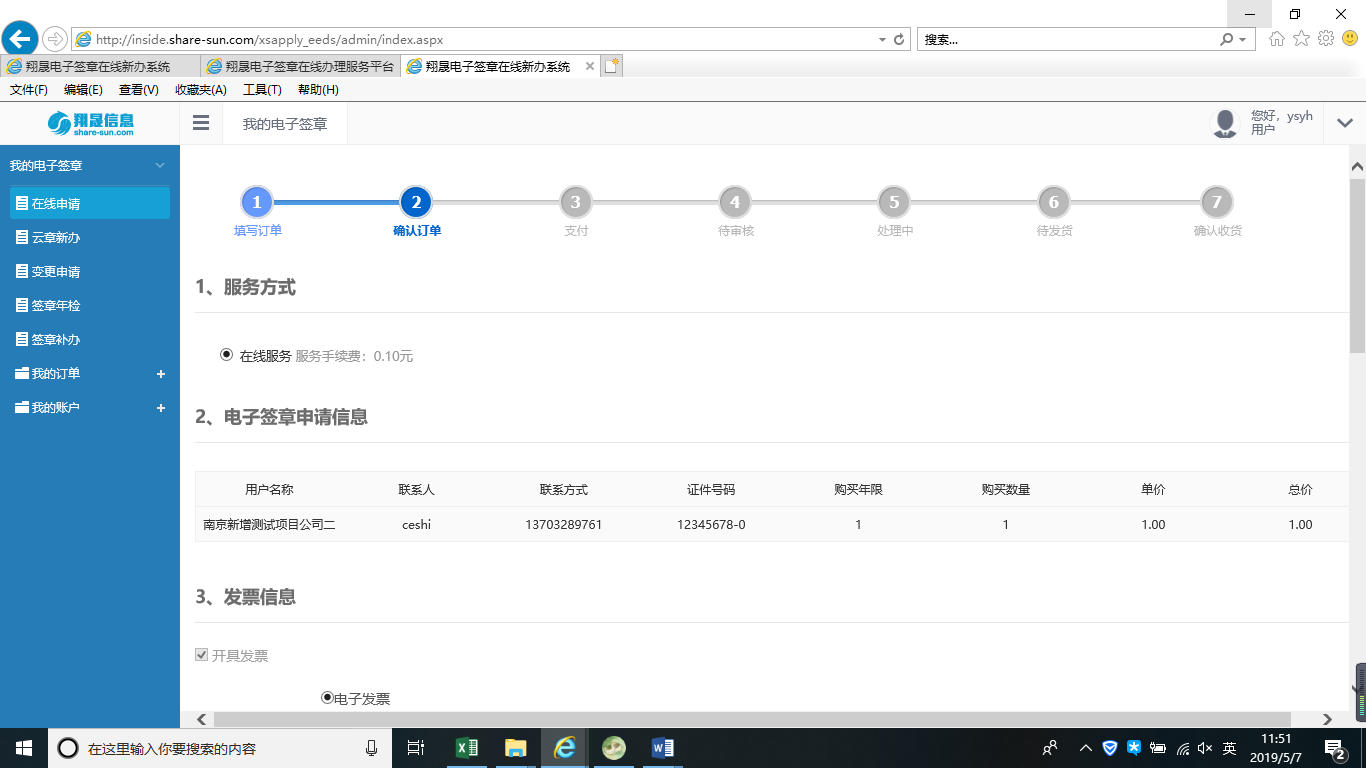 http://inside.share-sun.com/xsapply_eeds/admin/index.aspx
搜索...
翔晟电子签章在线新办系统
翔晟电子签章在线办理服务平台
翔晟电子签章在线新办系统
文件(F) 编辑(E) 查看(V) 收藏夹(A) 工具(T) 帮助(H)
翔晟信息
share-sun.com
我的电子签章
您好，ysyh
用户
我的电子签章
在线申请
云章新办
变更申请
签章年检
签章补办
我的订单 +
我的账户 +
1 2 3 4 5 6 7
填写订单 确认订单 支付 待审核 处理中 待发货 确认收货
1、服务方式
在线服务 服务手续费：0.10元
2、电子签章申请信息
用户名称 联系人 联系方式 证件号码 购买年限 购买数量 单价 总价
南京新增测试项目公司二 ceshi 13703289761 12345678-0 1 1 1.00 1.00
3、发票信息
开具发票
电子发票
在这里输入你要搜索的内容
英
11:51
2019/5/7
2